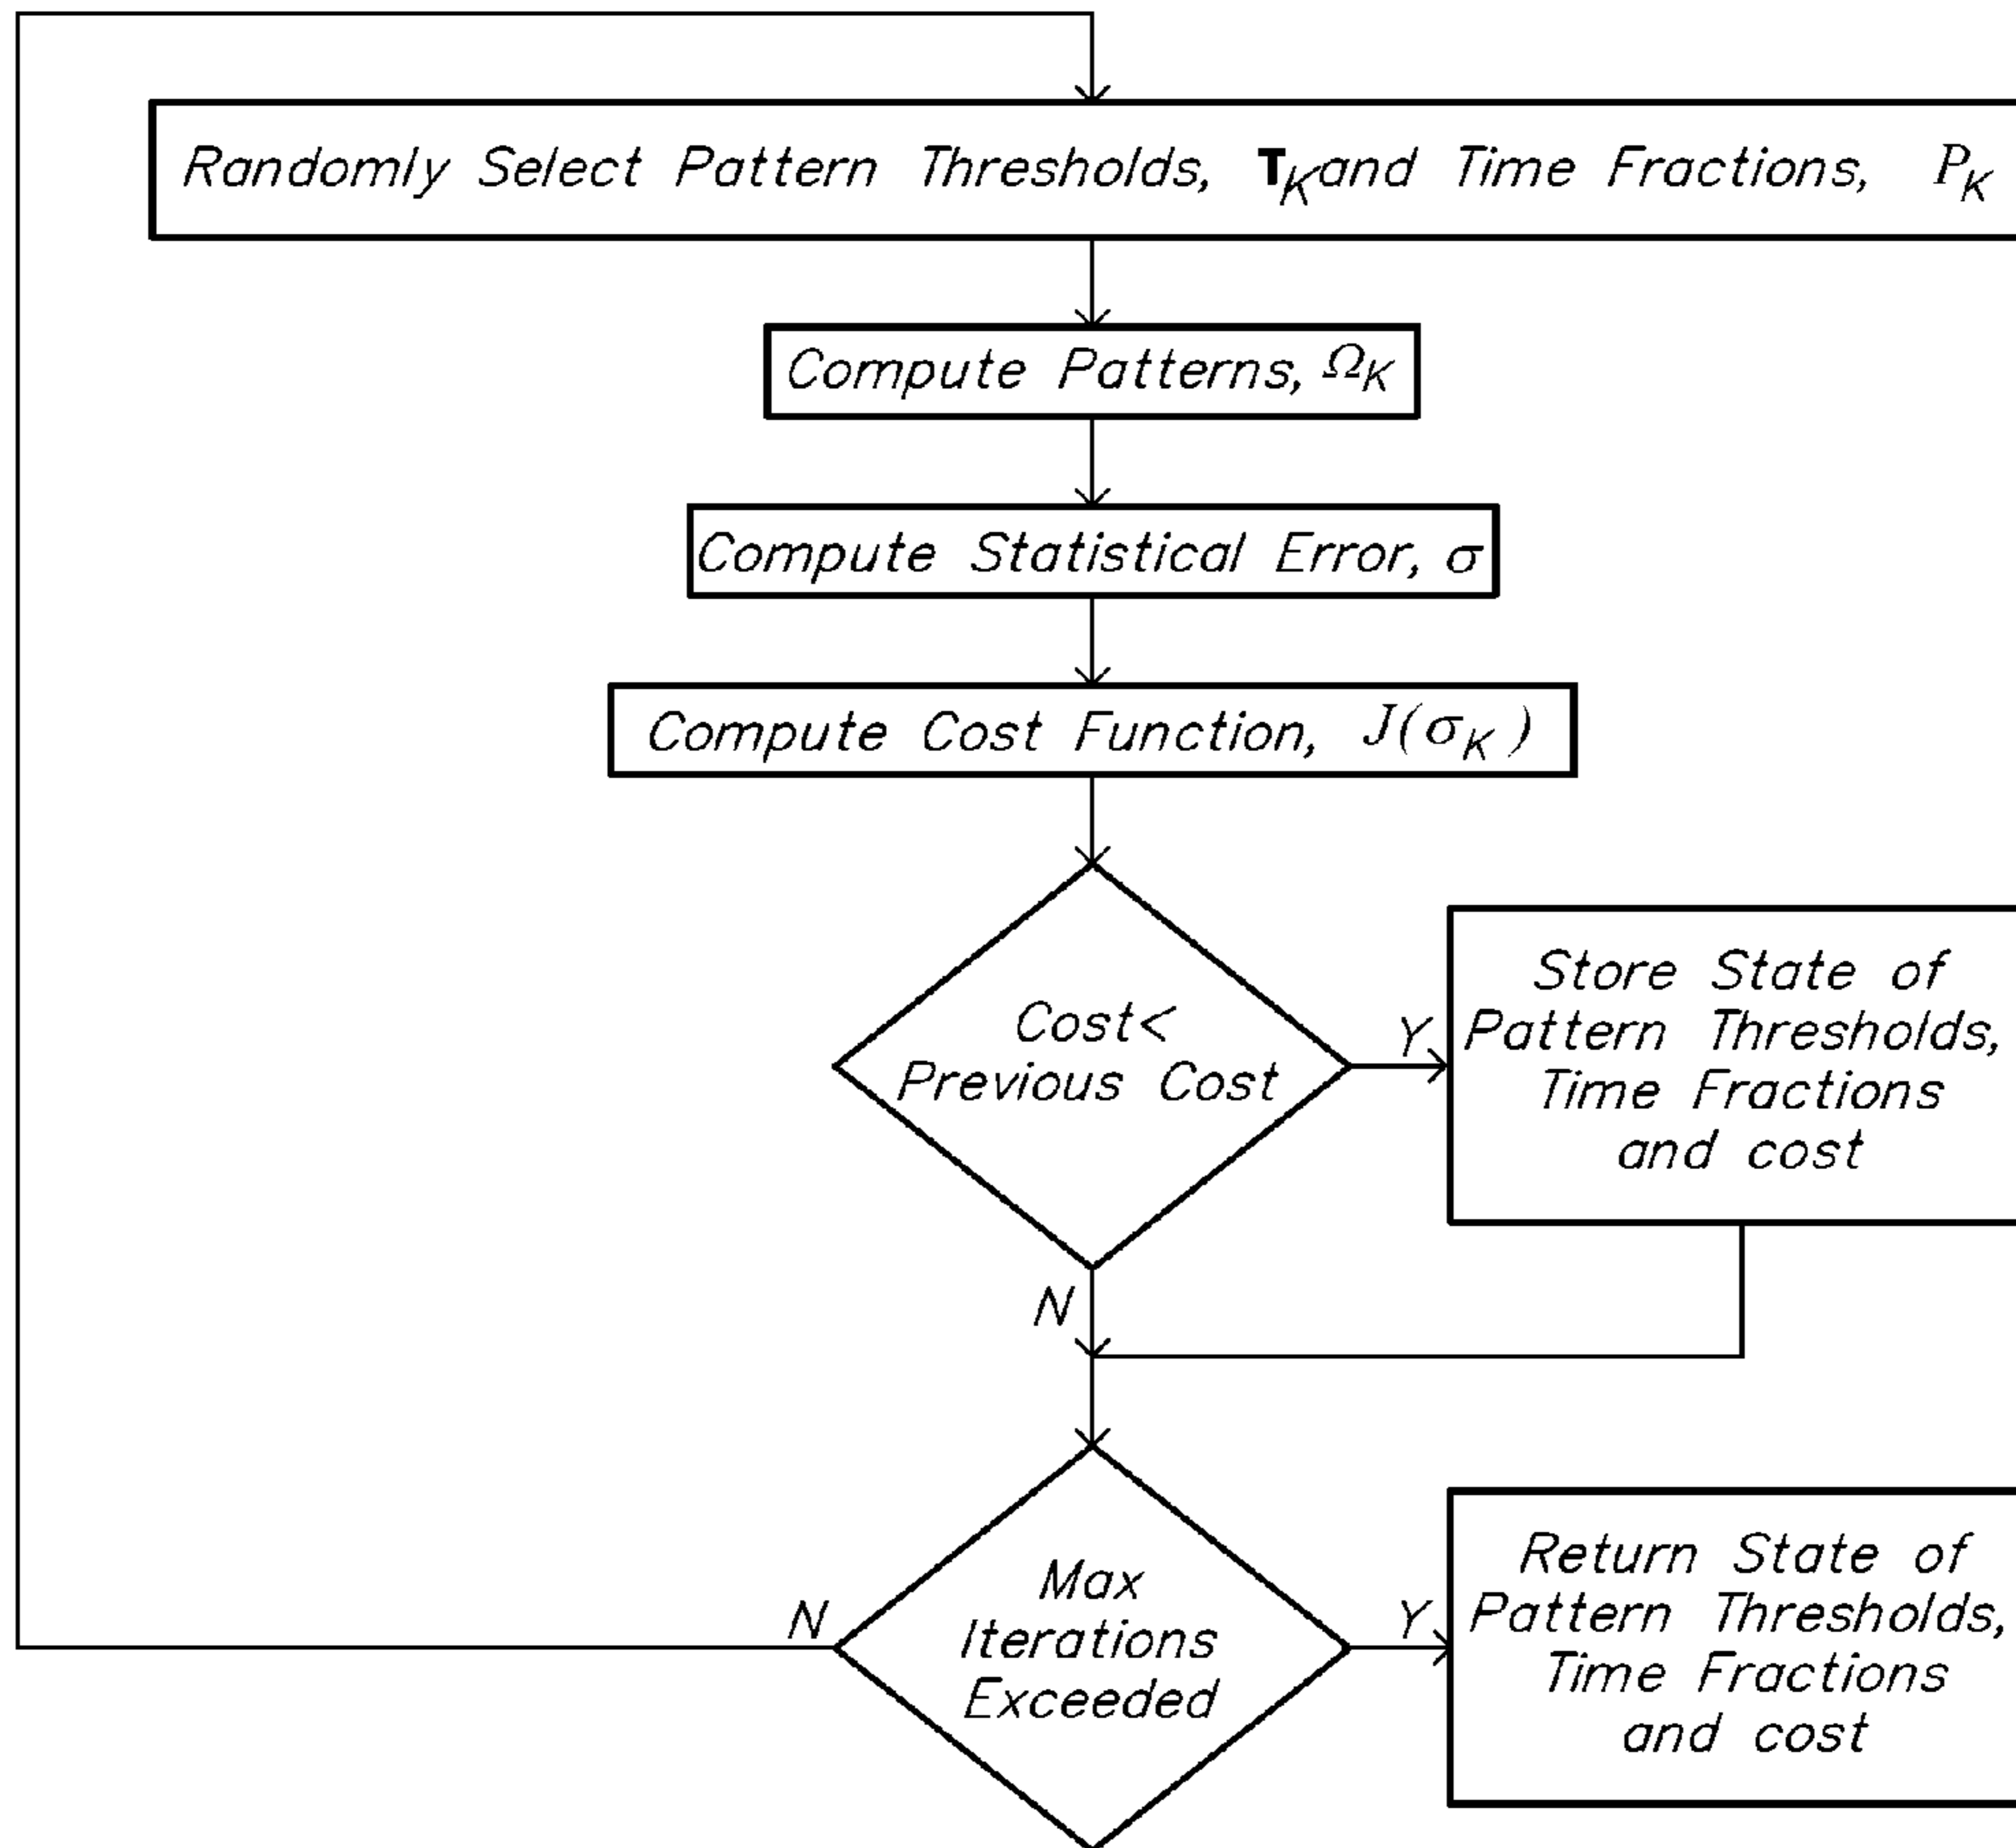 Randomly Select Pattern Thresholds, T_K and Time Fractions, P_K
Compute Patterns, Ω_K
Compute Statistical Error, σ
Compute Cost Function, J(σ_K)
Cost<
Previous Cost
Y
Store State of
Pattern Thresholds,
Time Fractions
and cost
N
Max
Iterations
Exceeded
N
Y
Return State of
Pattern Thresholds,
Time Fractions
and cost